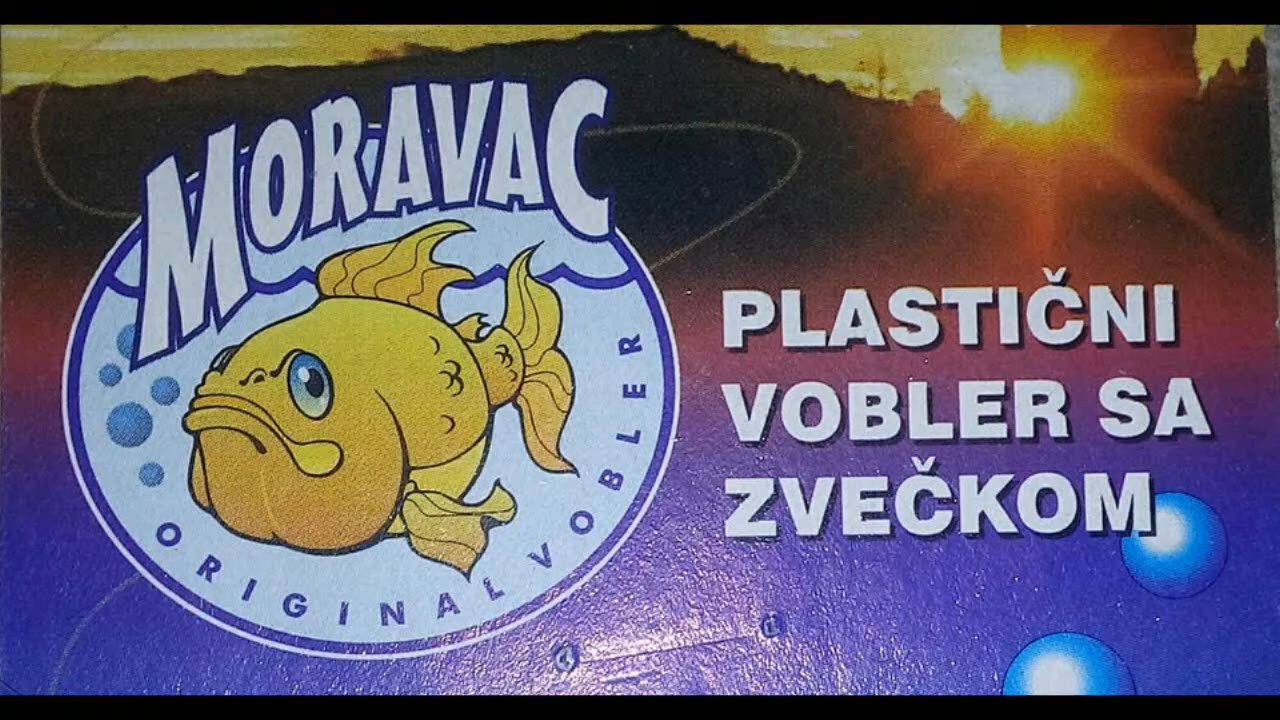 MORAVAC
ORIGINAL VOBLER
PLASTIČNI
VOBLER SA
ZVEČKOM